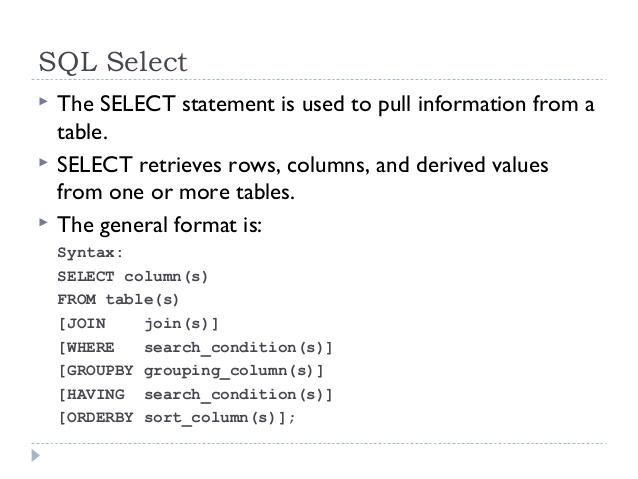 SQL Select
The SELECT statement is used to pull information from a
table.
SELECT retrieves rows, columns, and derived values
from one or more tables.
The general format is:
Syntax:
SELECT column(s)
FROM table(s)
[JOIN    join(s)]
[WHERE   search_condition(s)]
[GROUPBY grouping_column(s)]
[HAVING  search_condition(s)]
[ORDERBY sort_column(s)];